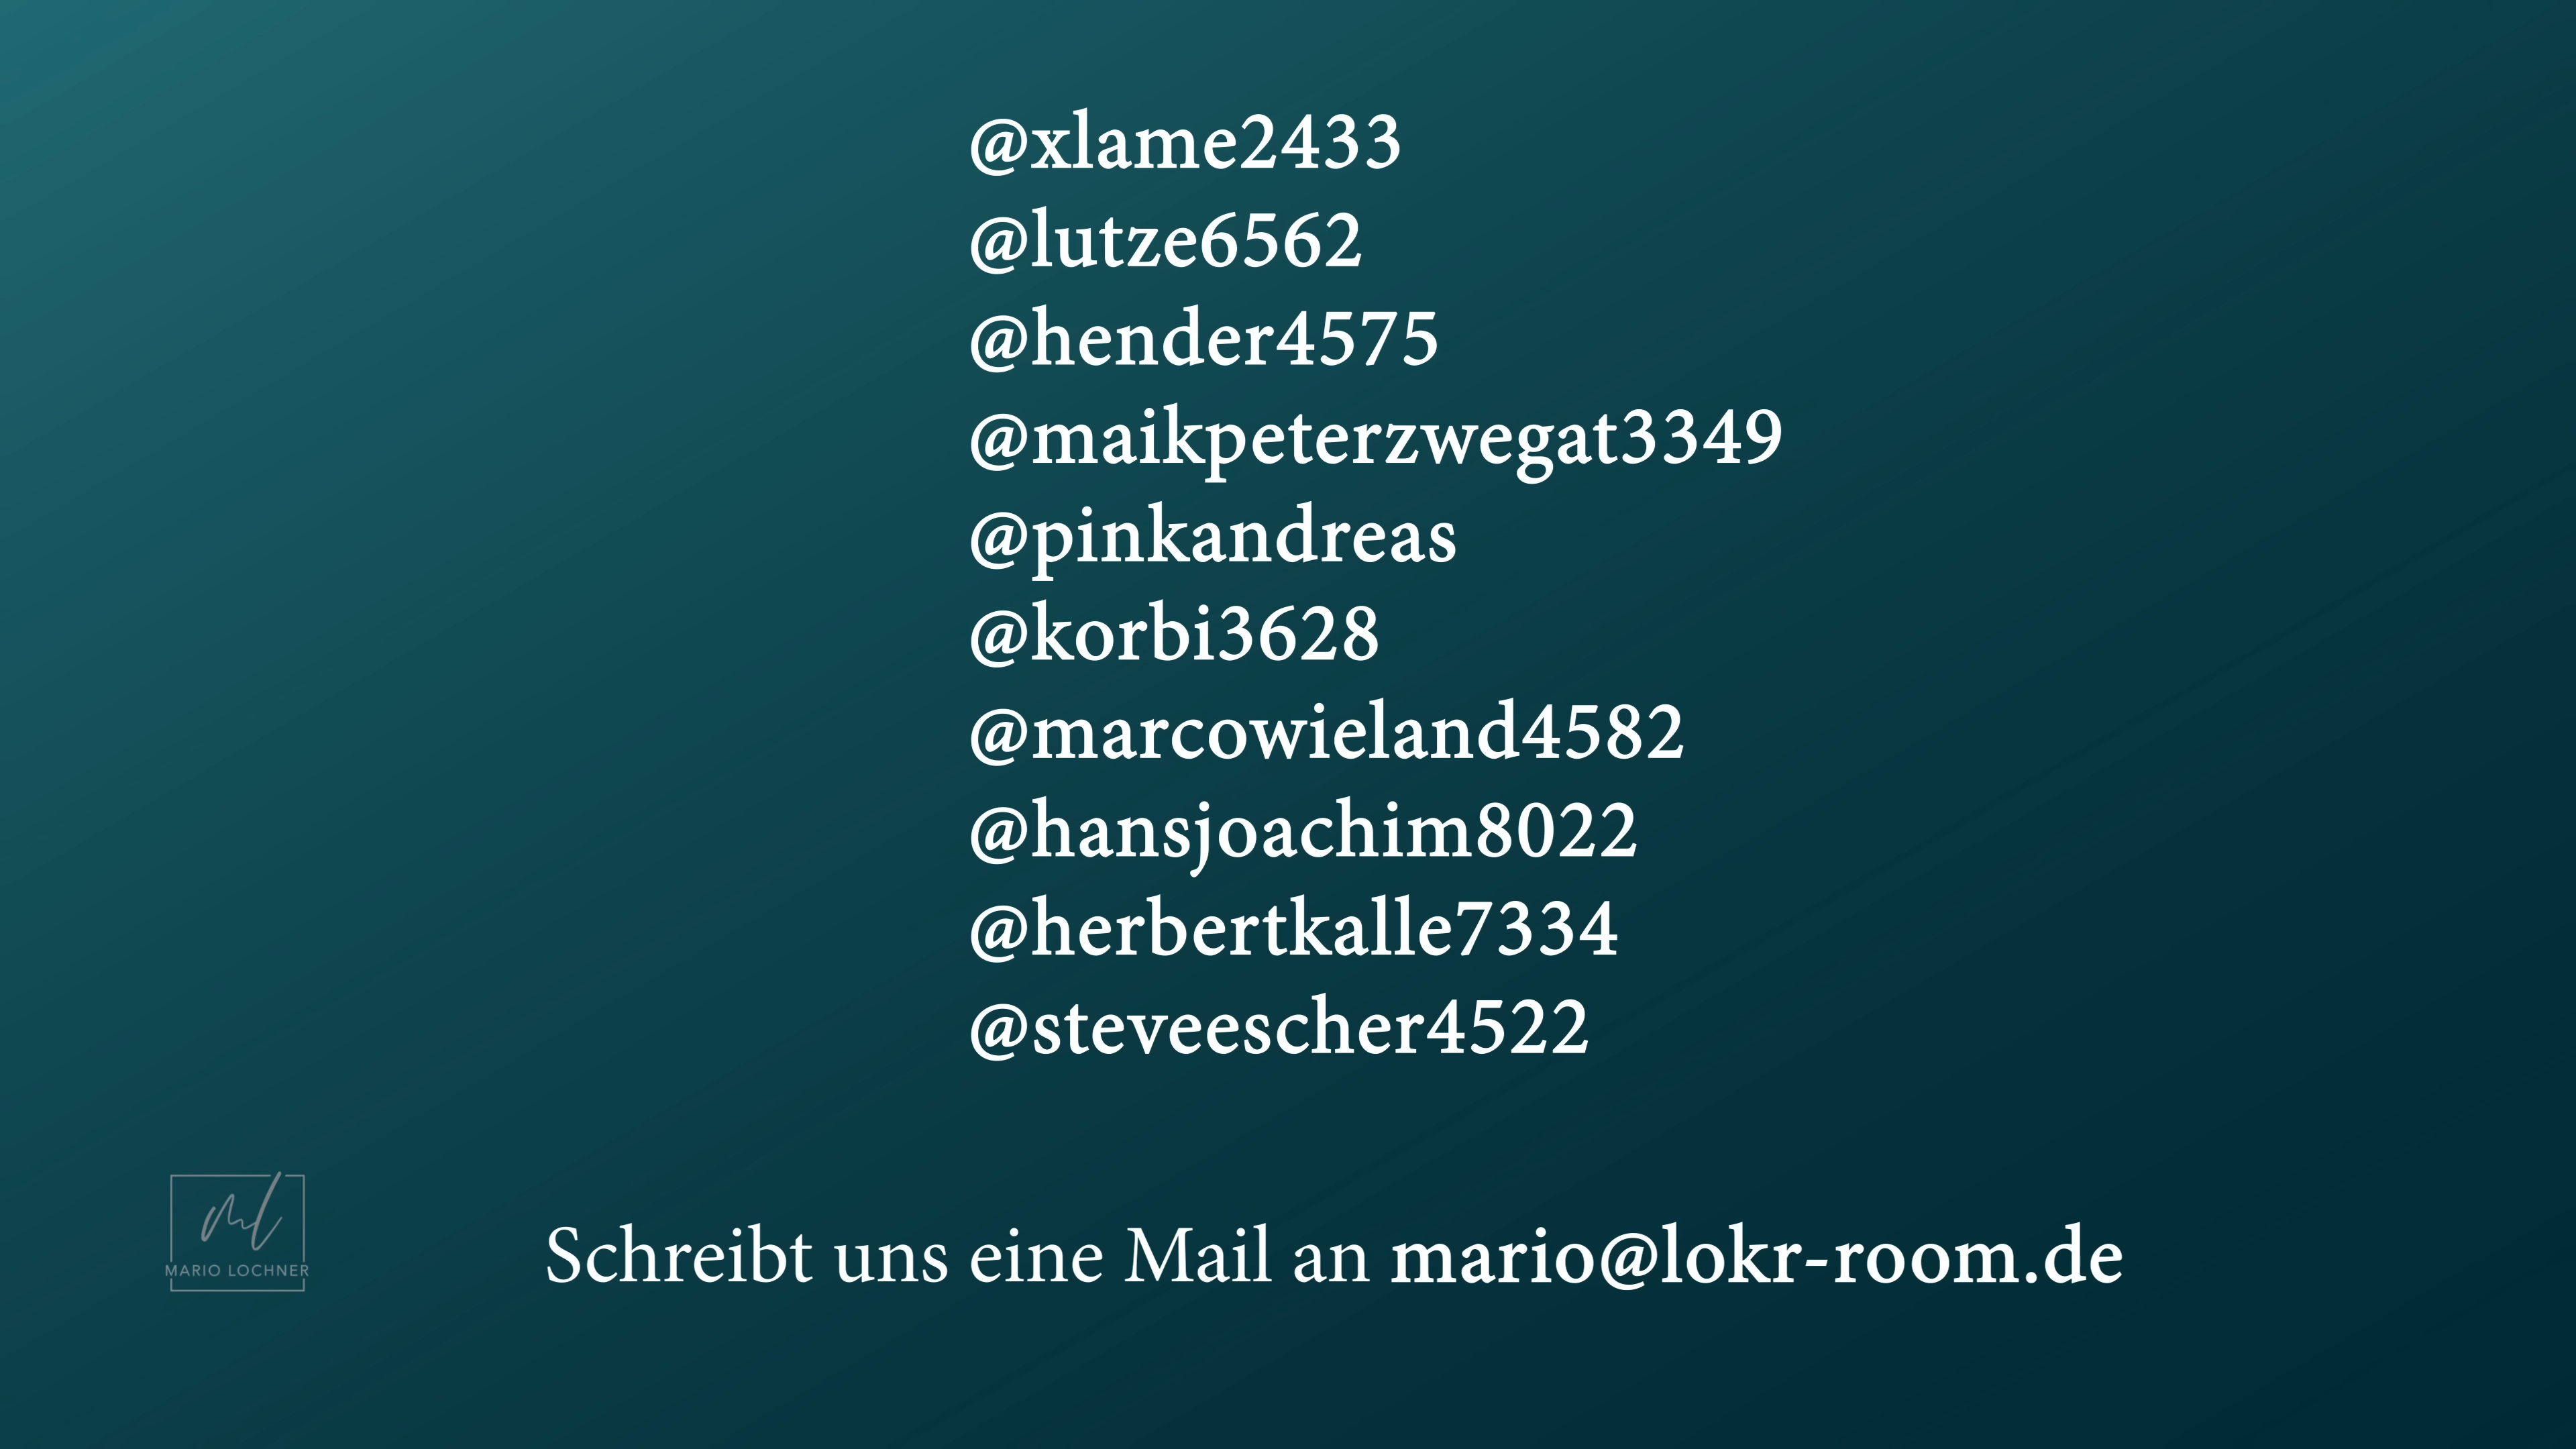 @xlame2433
@lutze6562
@hender4575
@maikpeterzwegat3349
@pinkandreas
@korbi3628
@marcowieland4582
@hansjoachim8022
@herbertkalle7334
@steveescher4522
ml
MARIO LOCHNER
Schreibt uns eine Mail an mario@lokr-room.de